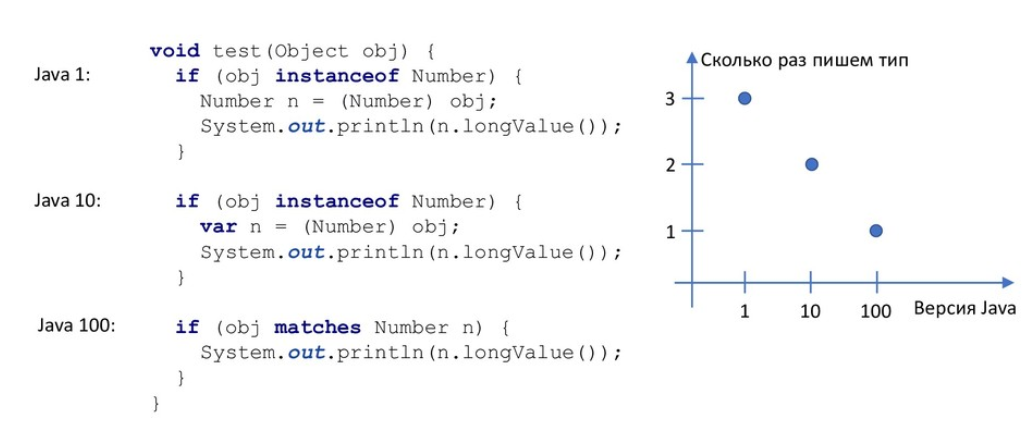 void test(Object obj) {
Java 1: if (obj instanceof Number) {
Number n = (Number) obj;
System.out.println(n.longValue());
}
Java 10: if (obj instanceof Number) {
var n = (Number) obj;
System.out.println(n.longValue());
}
Java 100: if (obj matches Number n) {
System.out.println(n.longValue());
}
}
Сколько раз пишем тип
3
2
1
1 10 100 Версия Java